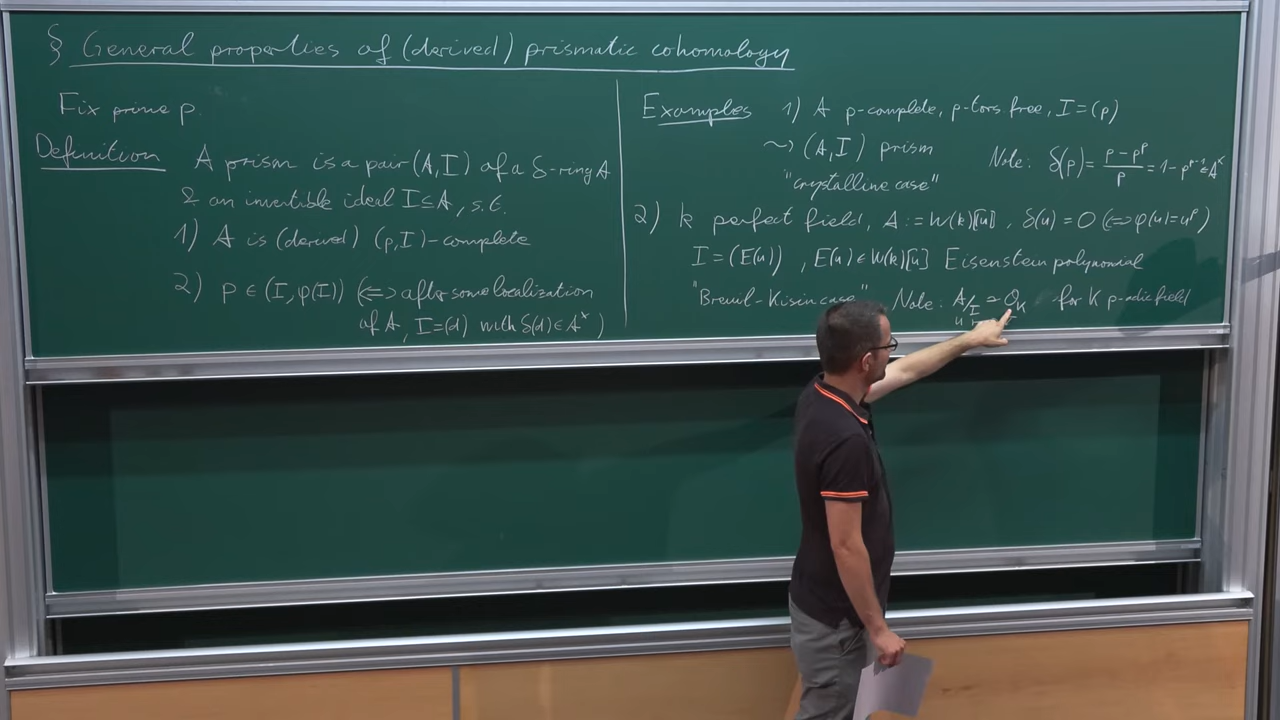 § General properties of (derived) prismatic cohomology
Fix prime p.
Definition A prism is a pair (A,I) of a δ-ring A
& an invertible ideal I⊆A, s.t.
1) A is (derived) (p,I)-complete
2) p ∈ (I,φ(I)) (⇔ after some localization
of A, I=(d) with δ(d)∈A^×)
Examples 1) A p-complete, p-tors. free, I=(p)
⇝ (A,I) prism
Note: δ(p)= (p-p^p)/p = 1-p^{p-1} ∈ A^×
"crystalline case"
2) k perfect field, A := W(k)[[u]], δ(u)=0 (⇔ φ(u)=u^p)
I=(E(u)), E(u)∈W(k)[u] Eisenstein polynomial
"Breuil-Kisin case". Note: A/I ≅ O_K for K p-adic field
u